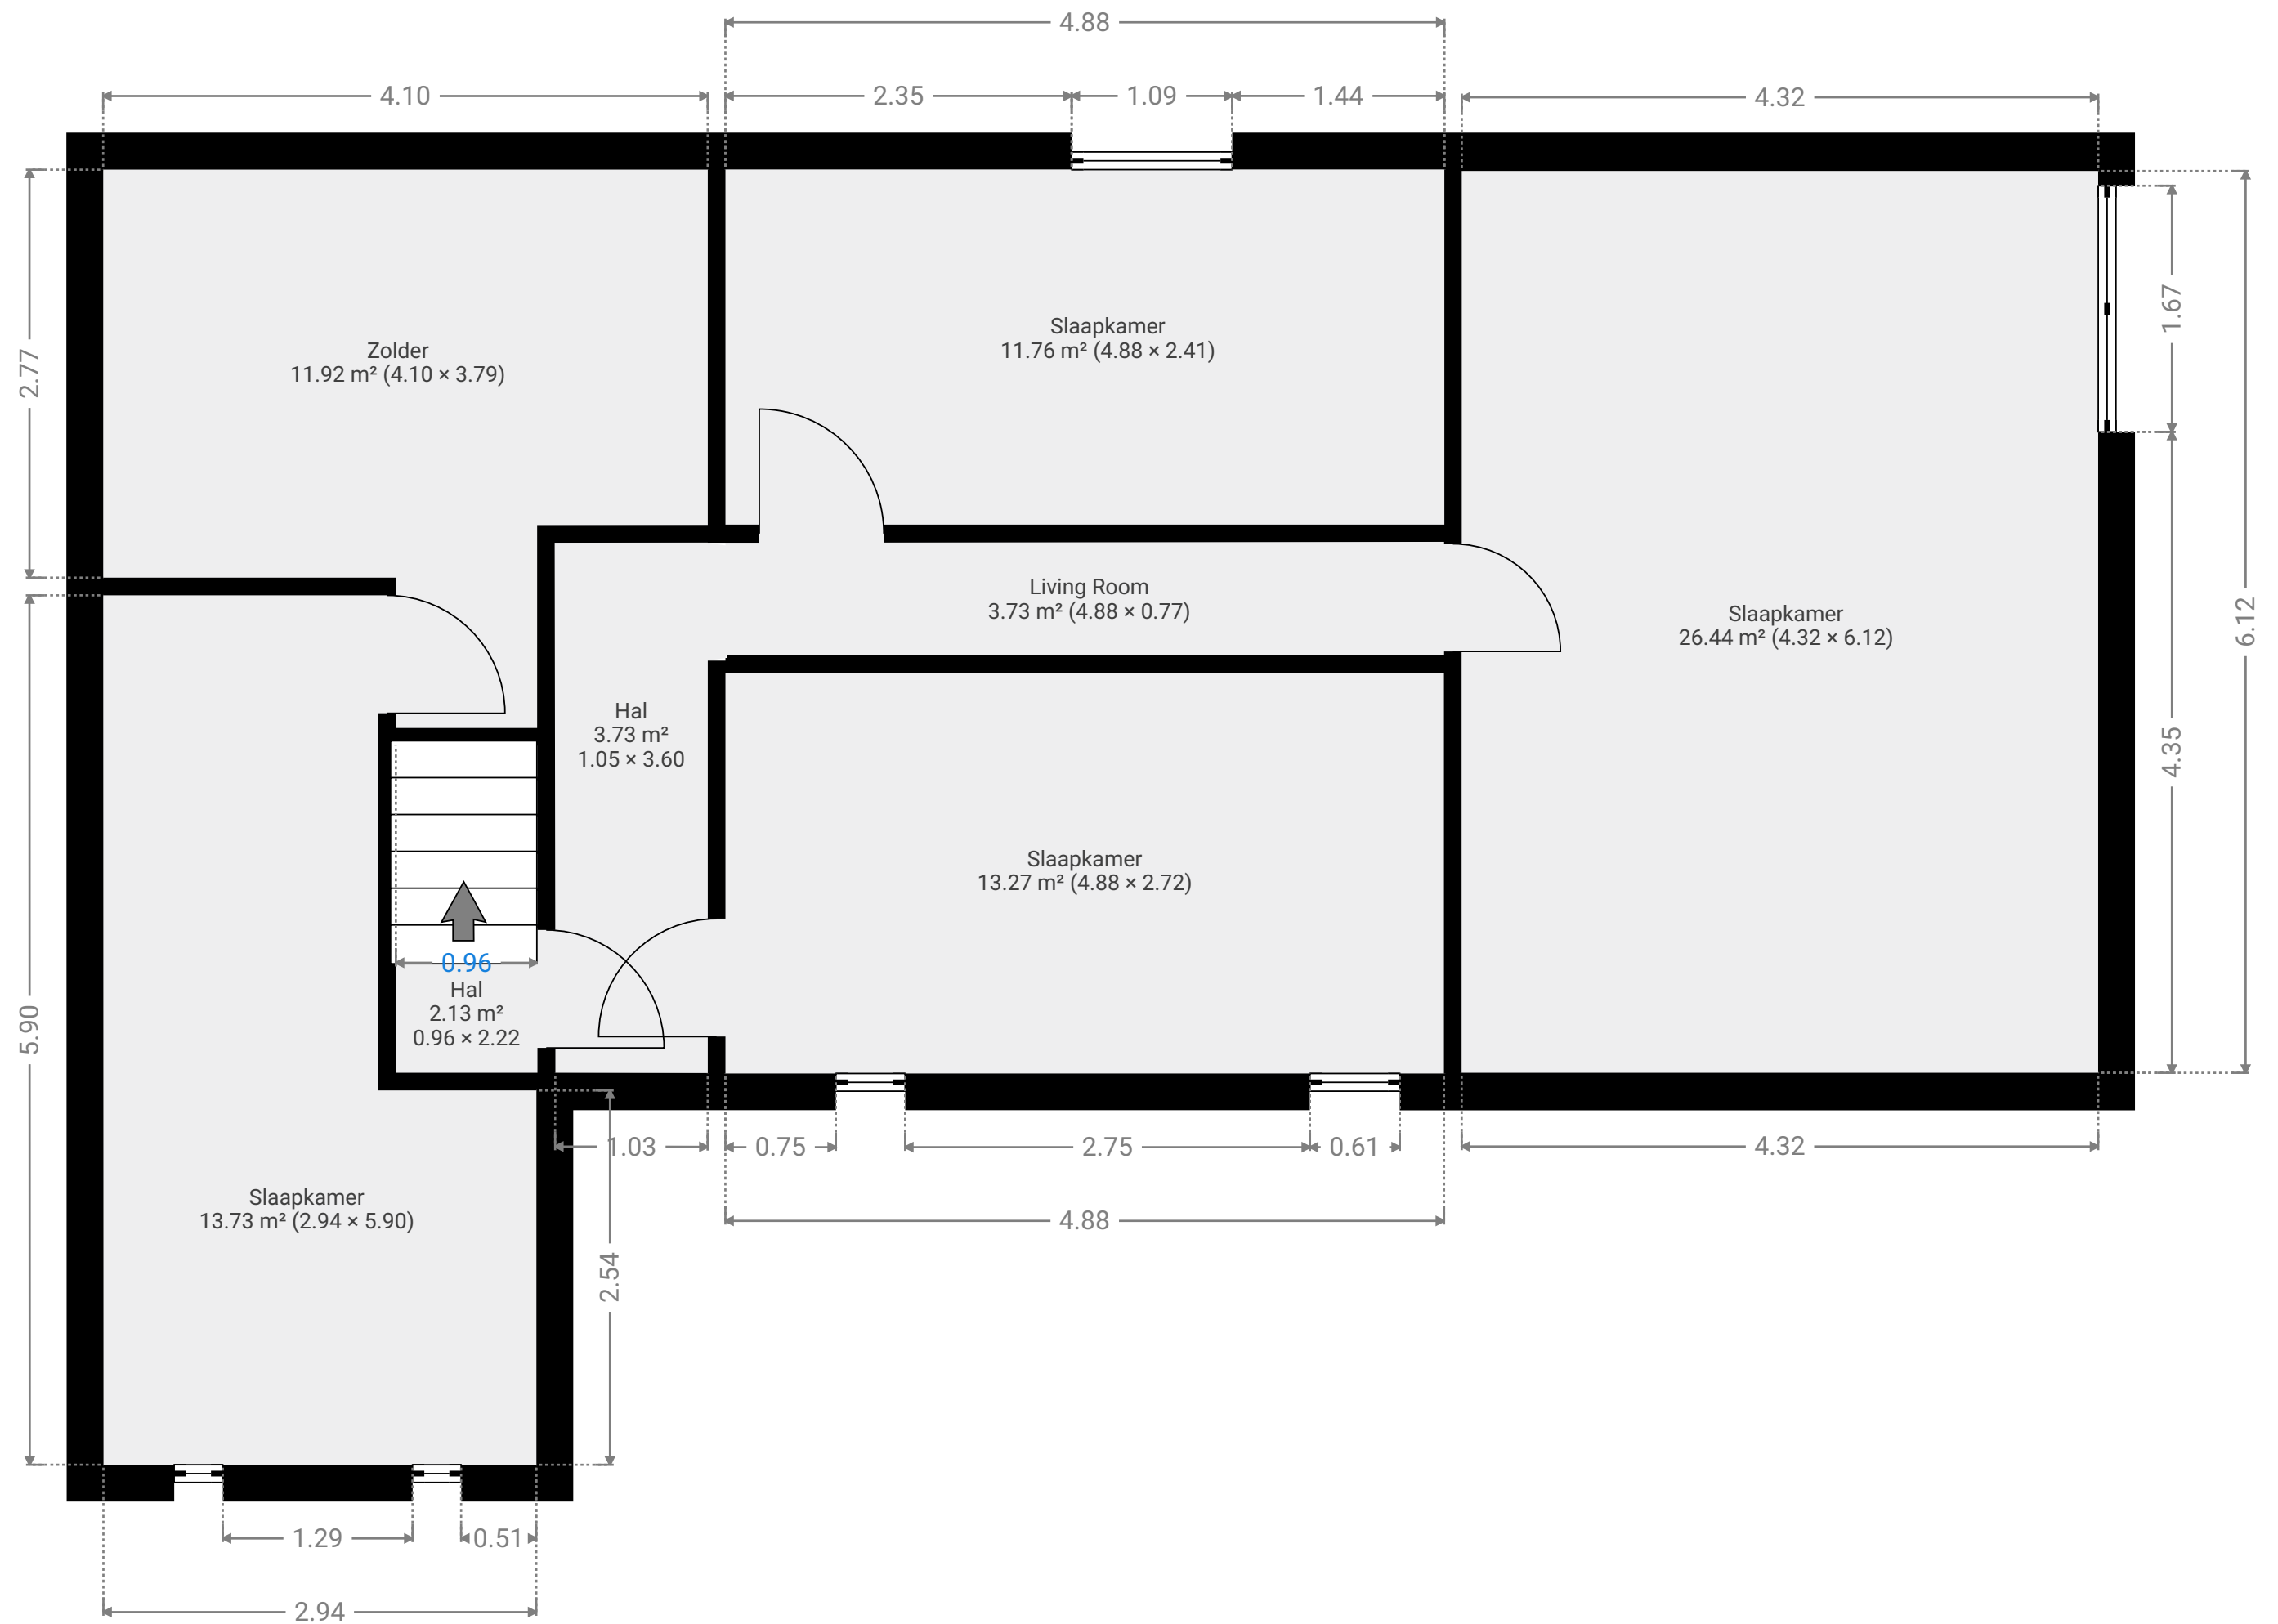 4.88
4.10
2.35
1.09
1.44
4.32
Slaapkamer
11.76 m² (4.88 × 2.41)
Zolder
11.92 m² (4.10 × 3.79)
2.77
1.67
Living Room
3.73 m² (4.88 × 0.77)
Slaapkamer
26.44 m² (4.32 × 6.12)
6.12
Hal
3.73 m²
1.05 × 3.60
4.35
Slaapkamer
13.27 m² (4.88 × 2.72)
0.96
Hal
2.13 m²
0.96 × 2.22
5.90
1.03
0.75
2.75
0.61
4.32
Slaapkamer
13.73 m² (2.94 × 5.90)
4.88
2.54
1.29
0.51
2.94